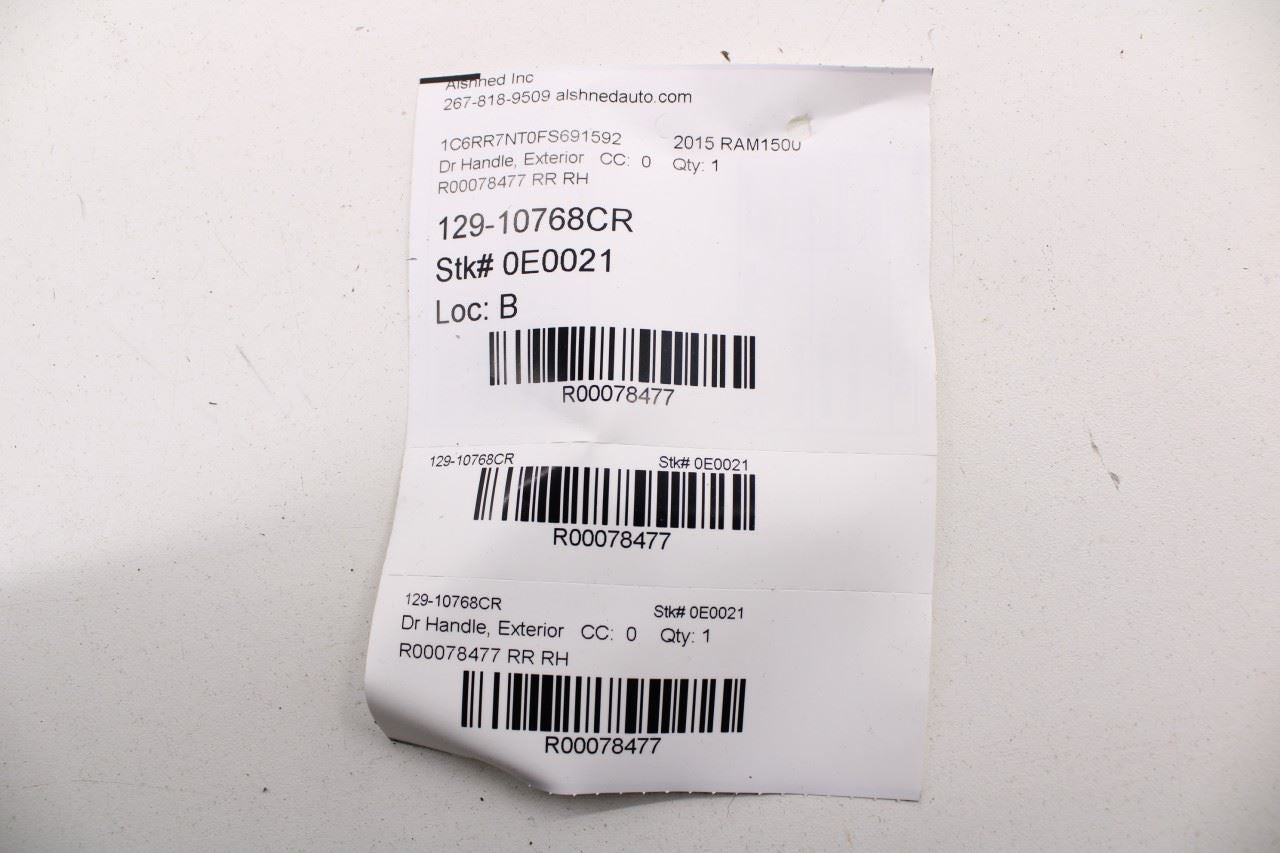 Alshned Inc
267-818-9509 alshnedauto.com
1C6RR7NT0FS691592 2015 RAM1500
Dr Handle, Exterior CC: 0 Qty: 1
R00078477 RR RH
129-10768CR
Stk# 0E0021
Loc: B
R00078477
129-10768CR Stk# 0E0021
R00078477
129-10768CR Stk# 0E0021
Dr Handle, Exterior CC: 0 Qty: 1
R00078477 RR RH
R00078477